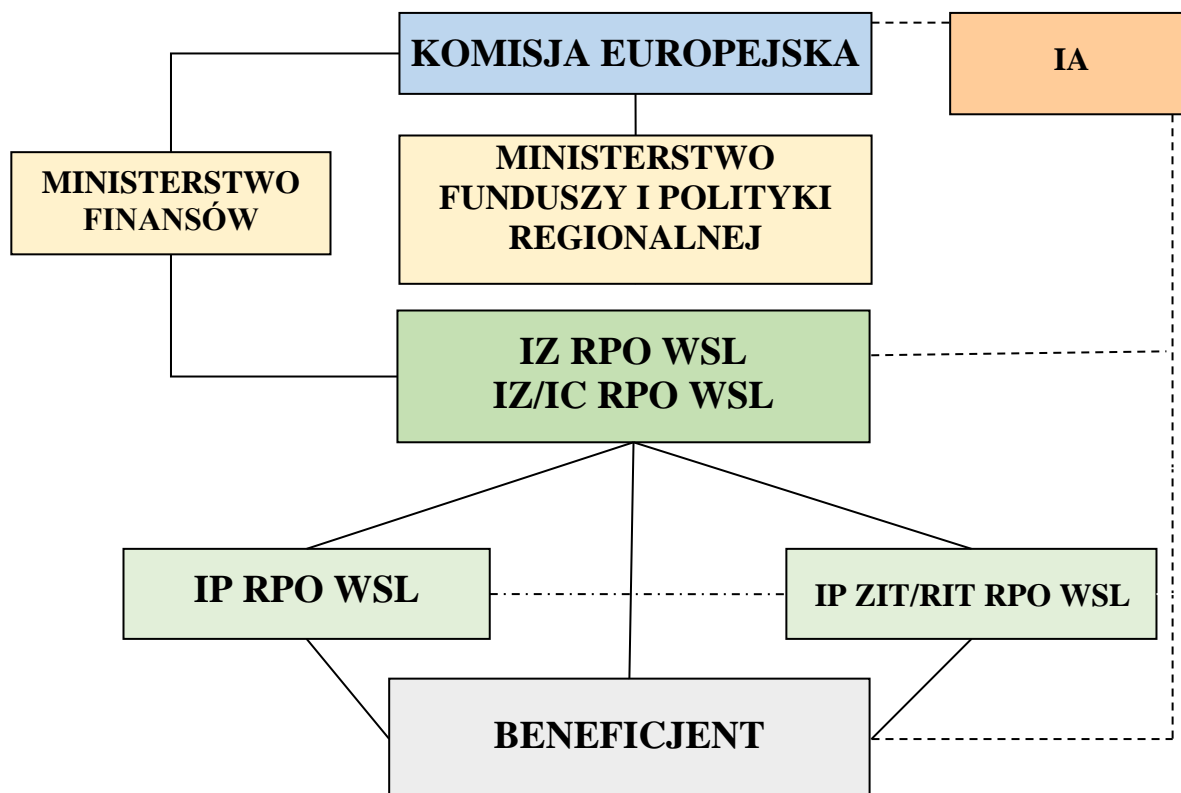 KOMISJA EUROPEJSKA
IA
MINISTERSTWO
FINANSÓW
MINISTERSTWO
FUNDUSZY I POLITYKI
REGIONALNEJ
IZ RPO WSL
IZ/IC RPO WSL
IP RPO WSL
IP ZIT/RIT RPO WSL
BENEFICJENT